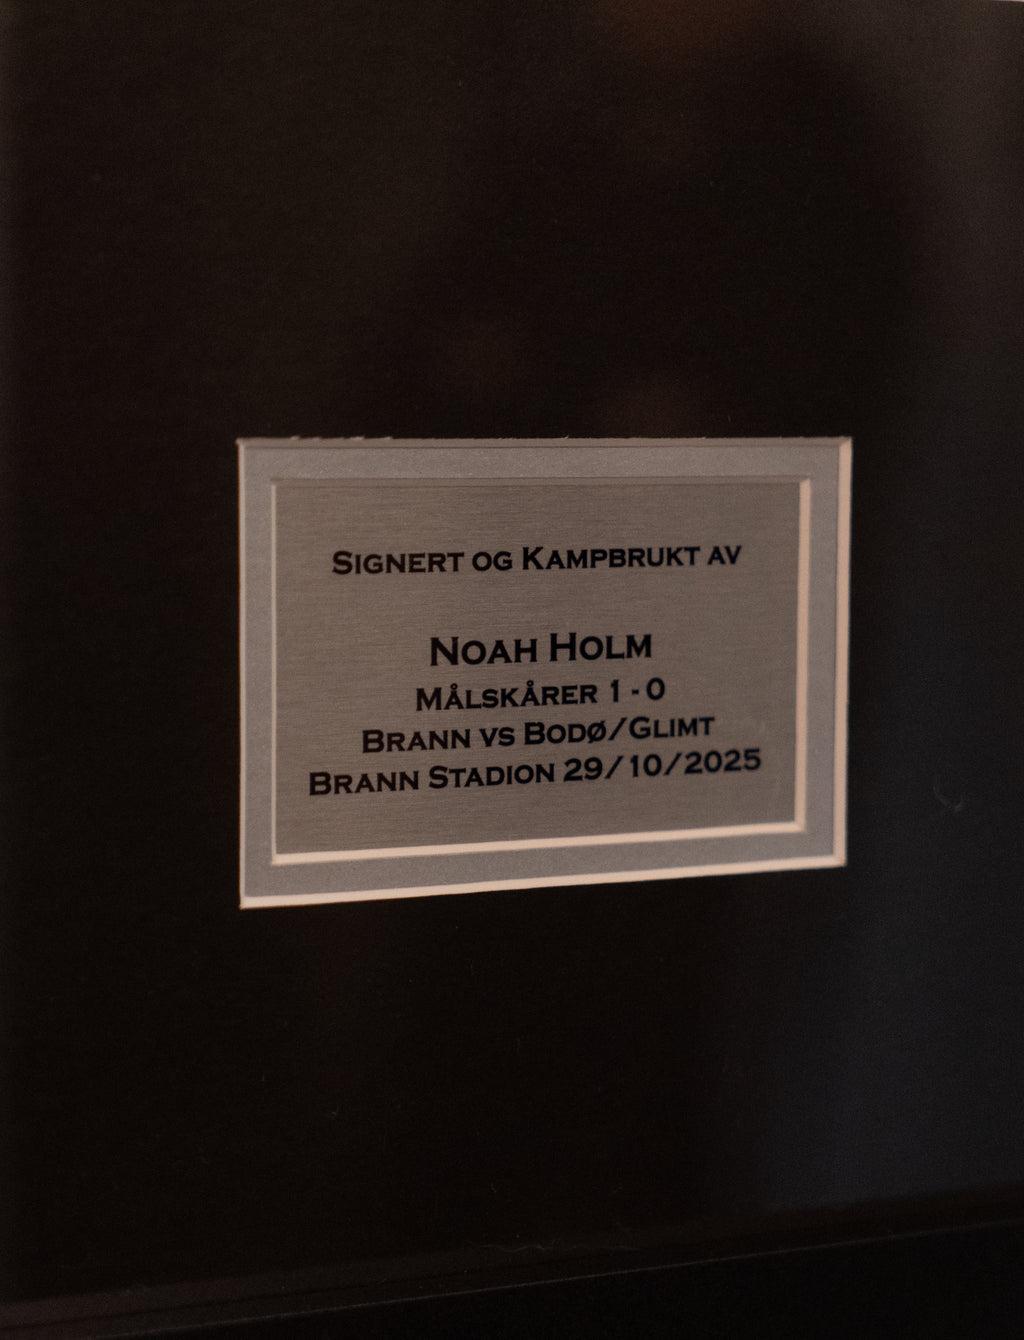 Signert og Kampbrukt av
Noah Holm
Målskårer 1 - 0
Brann vs Bodø/Glimt
Brann Stadion 29/10/2025